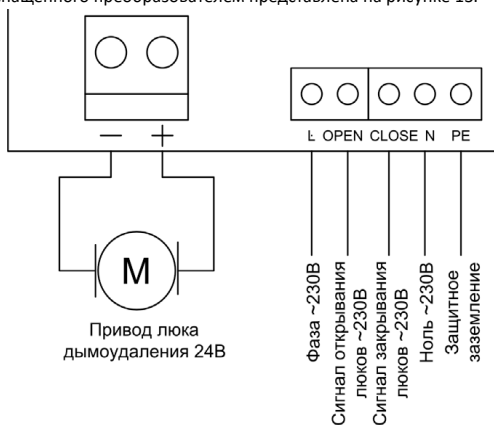 нащенного преобразователем представлена на рисунке 13.
— +
L OPEN CLOSE N PE
M
Привод люка
дымоудаления 24В
Фаза ~230В
Сигнал открывания
люков ~230В
Сигнал закрывания
люков ~230В
Ноль ~230В
Защитное
заземление